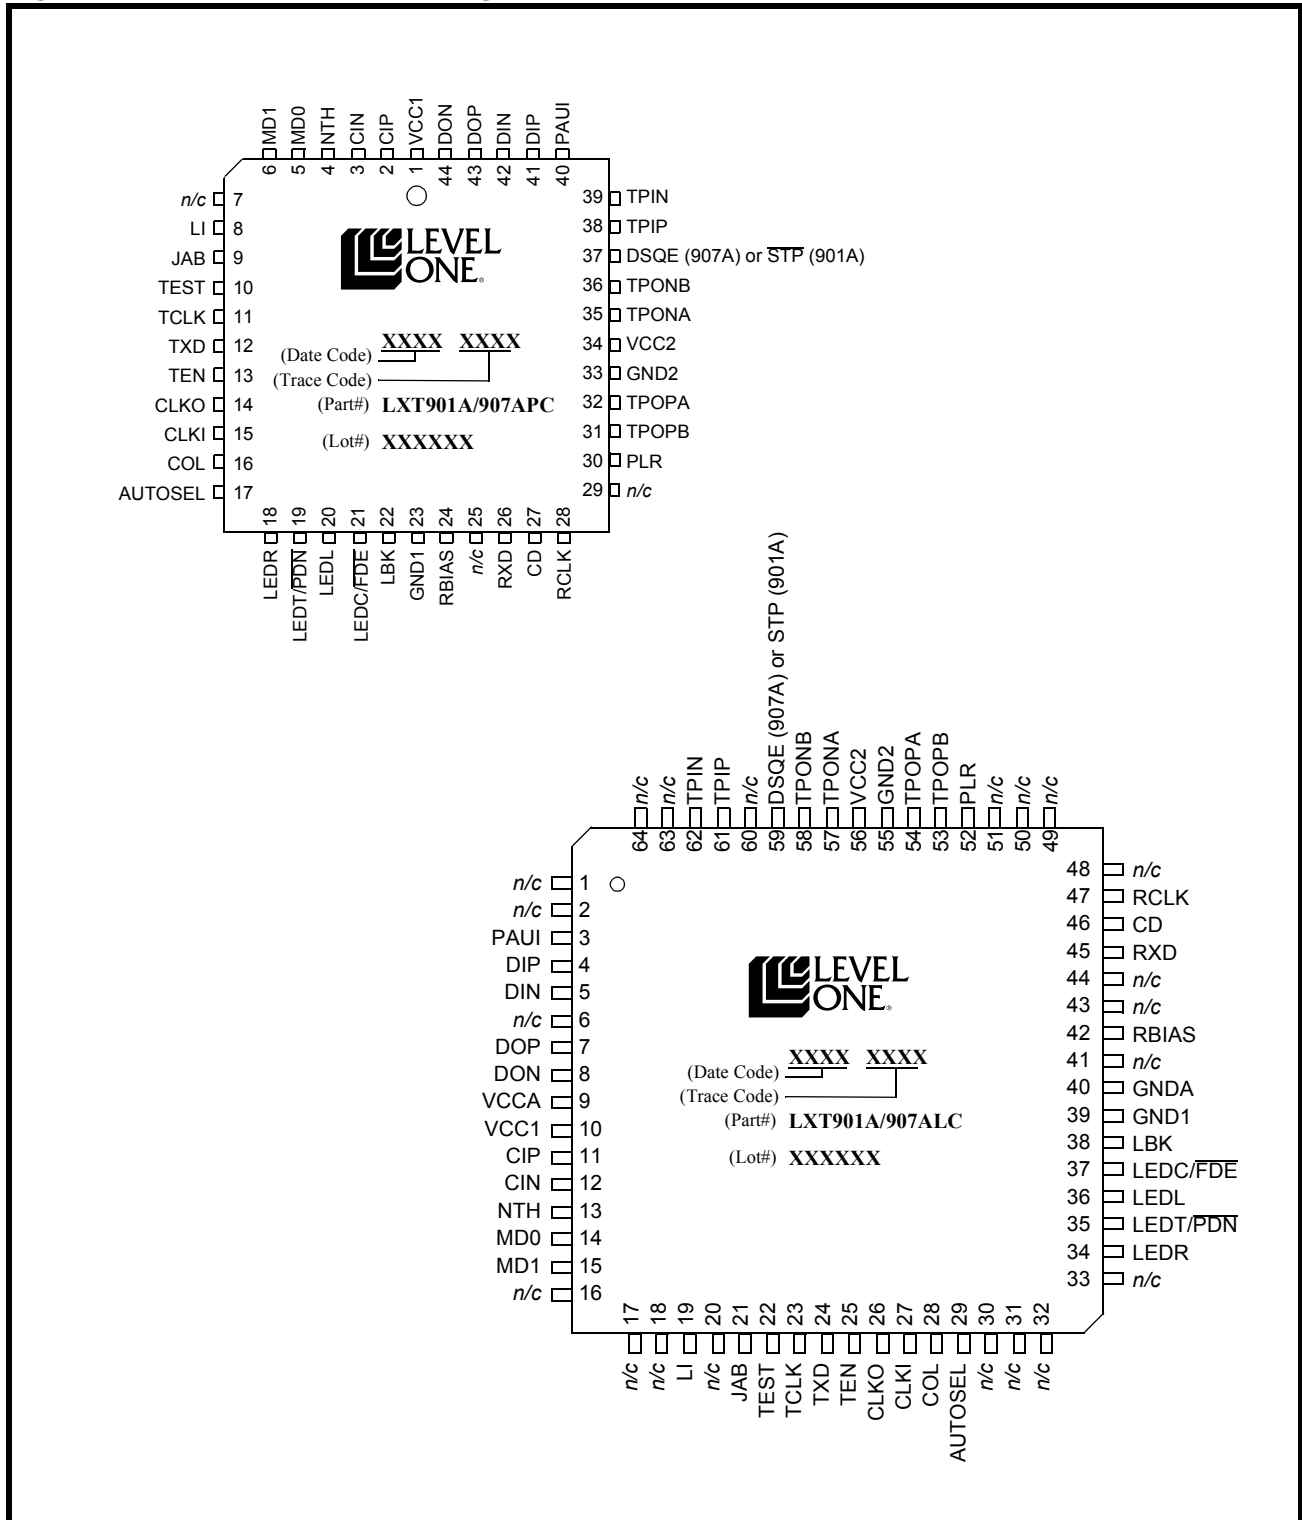 6 MD1
5 MD0
4 NTH
3 CIN
2 CIP
1 VCC1
44 DON
43 DOP
42 DIN
41 DIP
40 PAUI
n/c 7
LI 8
JAB 9
TEST 10
TCLK 11
TXD 12
TEN 13
CLKO 14
CLKI 15
COL 16
AUTOSEL 17
LEVEL
ONE®
(Date Code) XXXX XXXX
(Trace Code)
(Part#) LXT901A/907APC
(Lot#) XXXXXX
39 TPIN
38 TPIP
37 DSQE (907A) or STP (901A)
36 TPONB
35 TPONA
34 VCC2
33 GND2
32 TPOPA
31 TPOPB
30 PLR
29 n/c
LEDR 18
LEDT/PDN 19
LEDL 20
LEDC/FDE 21
LBK 22
GND1 23
RBIAS 24
n/c 25
RXD 26
CD 27
RCLK 28
64 n/c
63 n/c
62 TPIN
61 TPIP
60 n/c
59 DSQE (907A) or STP (901A)
58 TPONB
57 TPONA
56 VCC2
55 GND2
54 TPOPA
53 TPOPB
52 PLR
51 n/c
50 n/c
49 n/c
n/c 1
n/c 2
PAUI 3
DIP 4
DIN 5
n/c 6
DOP 7
DON 8
VCCA 9
VCC1 10
CIP 11
CIN 12
NTH 13
MD0 14
MD1 15
n/c 16
LEVEL
ONE®
(Date Code) XXXX XXXX
(Trace Code)
(Part#) LXT901A/907ALC
(Lot#) XXXXXX
48 n/c
47 RCLK
46 CD
45 RXD
44 n/c
43 n/c
42 RBIAS
41 n/c
40 GNDA
39 GND1
38 LBK
37 LEDC/FDE
36 LEDL
35 LEDT/PDN
34 LEDR
33 n/c
n/c 17
n/c 18
LI 19
n/c 20
JAB 21
TEST 22
TCLK 23
TXD 24
TEN 25
CLKO 26
CLKI 27
COL 28
AUTOSEL 29
n/c 30
n/c 31
n/c 32